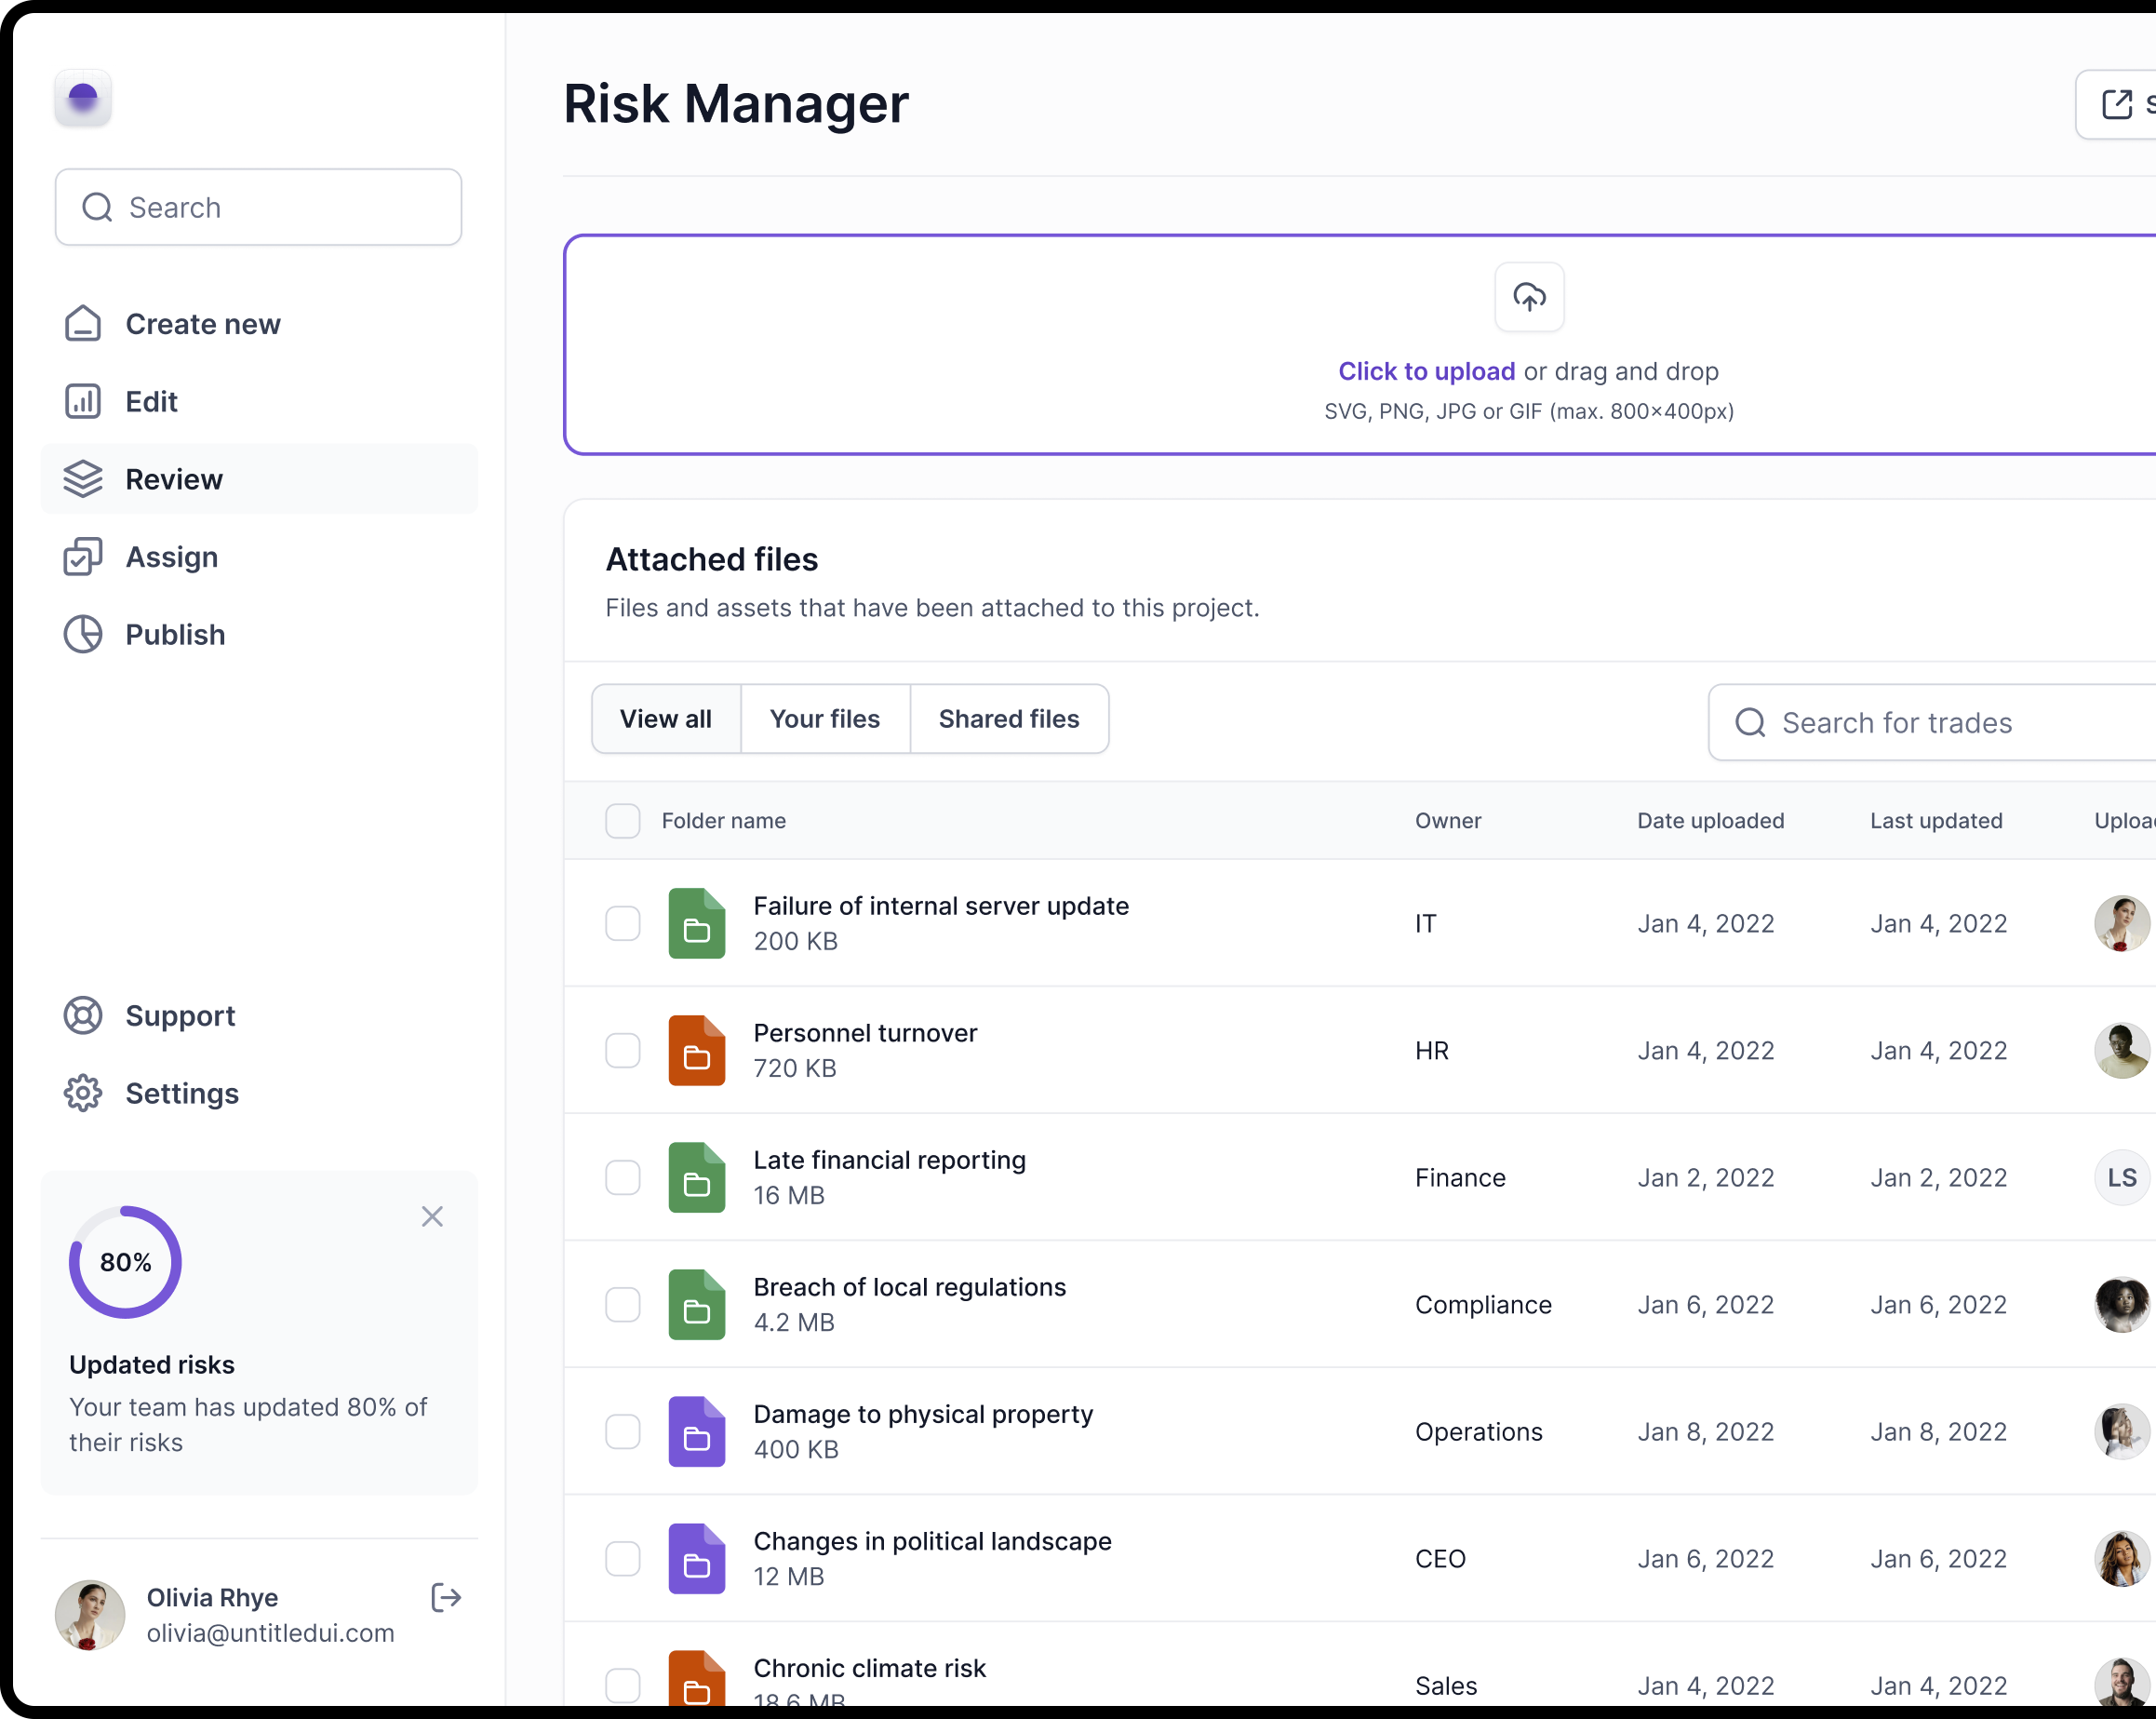 Risk Manager
Search
Create new
Edit
Review
Assign
Publish
Support
Settings
80%
Updated risks
Your team has updated 80% of
their risks
Olivia Rhye
olivia@untitledui.com
Click to upload or drag and drop
SVG, PNG, JPG or GIF (max. 800×400px)
Attached files
Files and assets that have been attached to this project.
View all Your files Shared files Search for trades
Folder name Owner Date uploaded Last updated
Failure of internal server update
200 KB
IT Jan 4, 2022 Jan 4, 2022
Personnel turnover
720 KB
HR Jan 4, 2022 Jan 4, 2022
Late financial reporting
16 MB
Finance Jan 2, 2022 Jan 2, 2022 LS
Breach of local regulations
4.2 MB
Compliance Jan 6, 2022 Jan 6, 2022
Damage to physical property
400 KB
Operations Jan 8, 2022 Jan 8, 2022
Changes in political landscape
12 MB
CEO Jan 6, 2022 Jan 6, 2022
Chronic climate risk
18.6 MB
Sales Jan 4, 2022 Jan 4, 2022